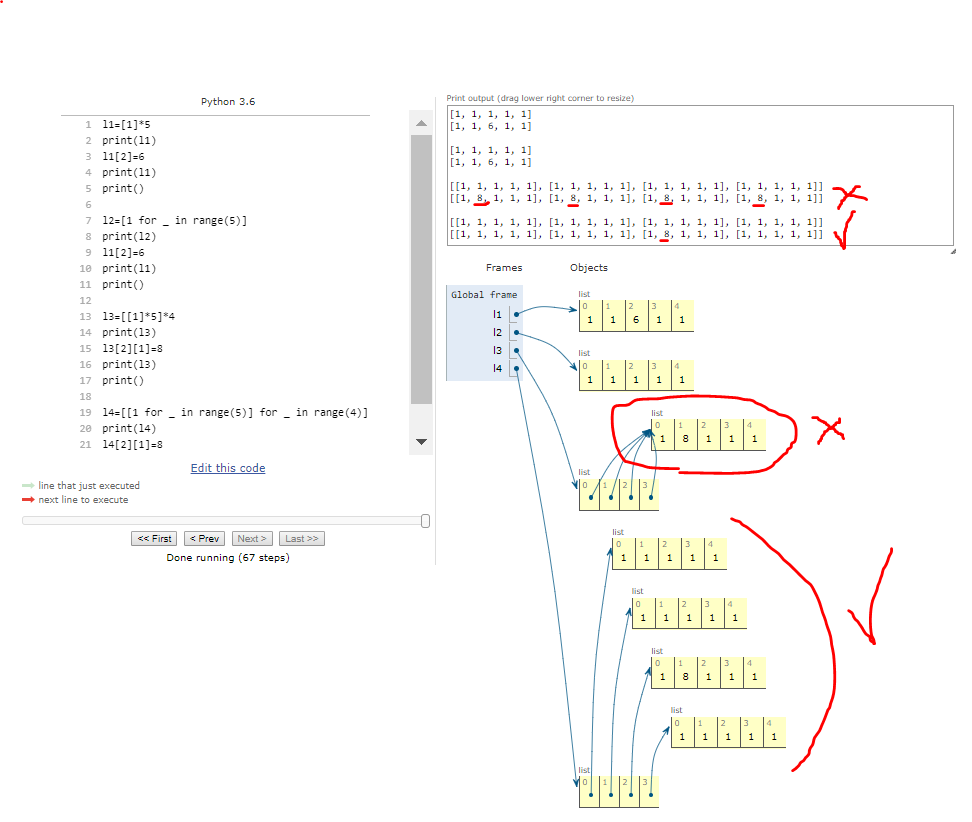 Python 3.6
1 l1=[1]*5
2 print(l1)
3 l1[2]=6
4 print(l1)
5 print()
6
7 l2=[1 for _ in range(5)]
8 print(l2)
9 l1[2]=6
10 print(l1)
11 print()
12
13 l3=[[1]*5]*4
14 print(l3)
15 l3[2][1]=8
16 print(l3)
17 print()
18
19 l4=[[1 for _ in range(5)] for _ in range(4)]
20 print(l4)
21 l4[2][1]=8
Edit this code
line that just executed
next line to execute
<< First < Prev Next > Last >>
Done running (67 steps)
Print output (drag lower right corner to resize)
[1, 1, 1, 1, 1]
[1, 1, 6, 1, 1]
[1, 1, 1, 1, 1]
[1, 1, 6, 1, 1]
[[1, 1, 1, 1, 1], [1, 1, 1, 1, 1], [1, 1, 1, 1, 1], [1, 1, 1, 1, 1]]
[[1, 8, 1, 1, 1], [1, 8, 1, 1, 1], [1, 8, 1, 1, 1], [1, 8, 1, 1, 1]]
[[1, 1, 1, 1, 1], [1, 1, 1, 1, 1], [1, 1, 1, 1, 1], [1, 1, 1, 1, 1]]
[[1, 1, 1, 1, 1], [1, 1, 1, 1, 1], [1, 8, 1, 1, 1], [1, 1, 1, 1, 1]]
Frames Objects
Global frame
l1
l2
l3
l4
list
0 1 2 3 4
1 1 6 1 1
list
0 1 2 3 4
1 1 1 1 1
list
0 1 2 3 4
1 8 1 1 1
list
0 1 2 3
list
0 1 2 3 4
1 1 1 1 1
list
0 1 2 3 4
1 1 1 1 1
list
0 1 2 3 4
1 8 1 1 1
list
0 1 2 3 4
1 1 1 1 1
list
0 1 2 3